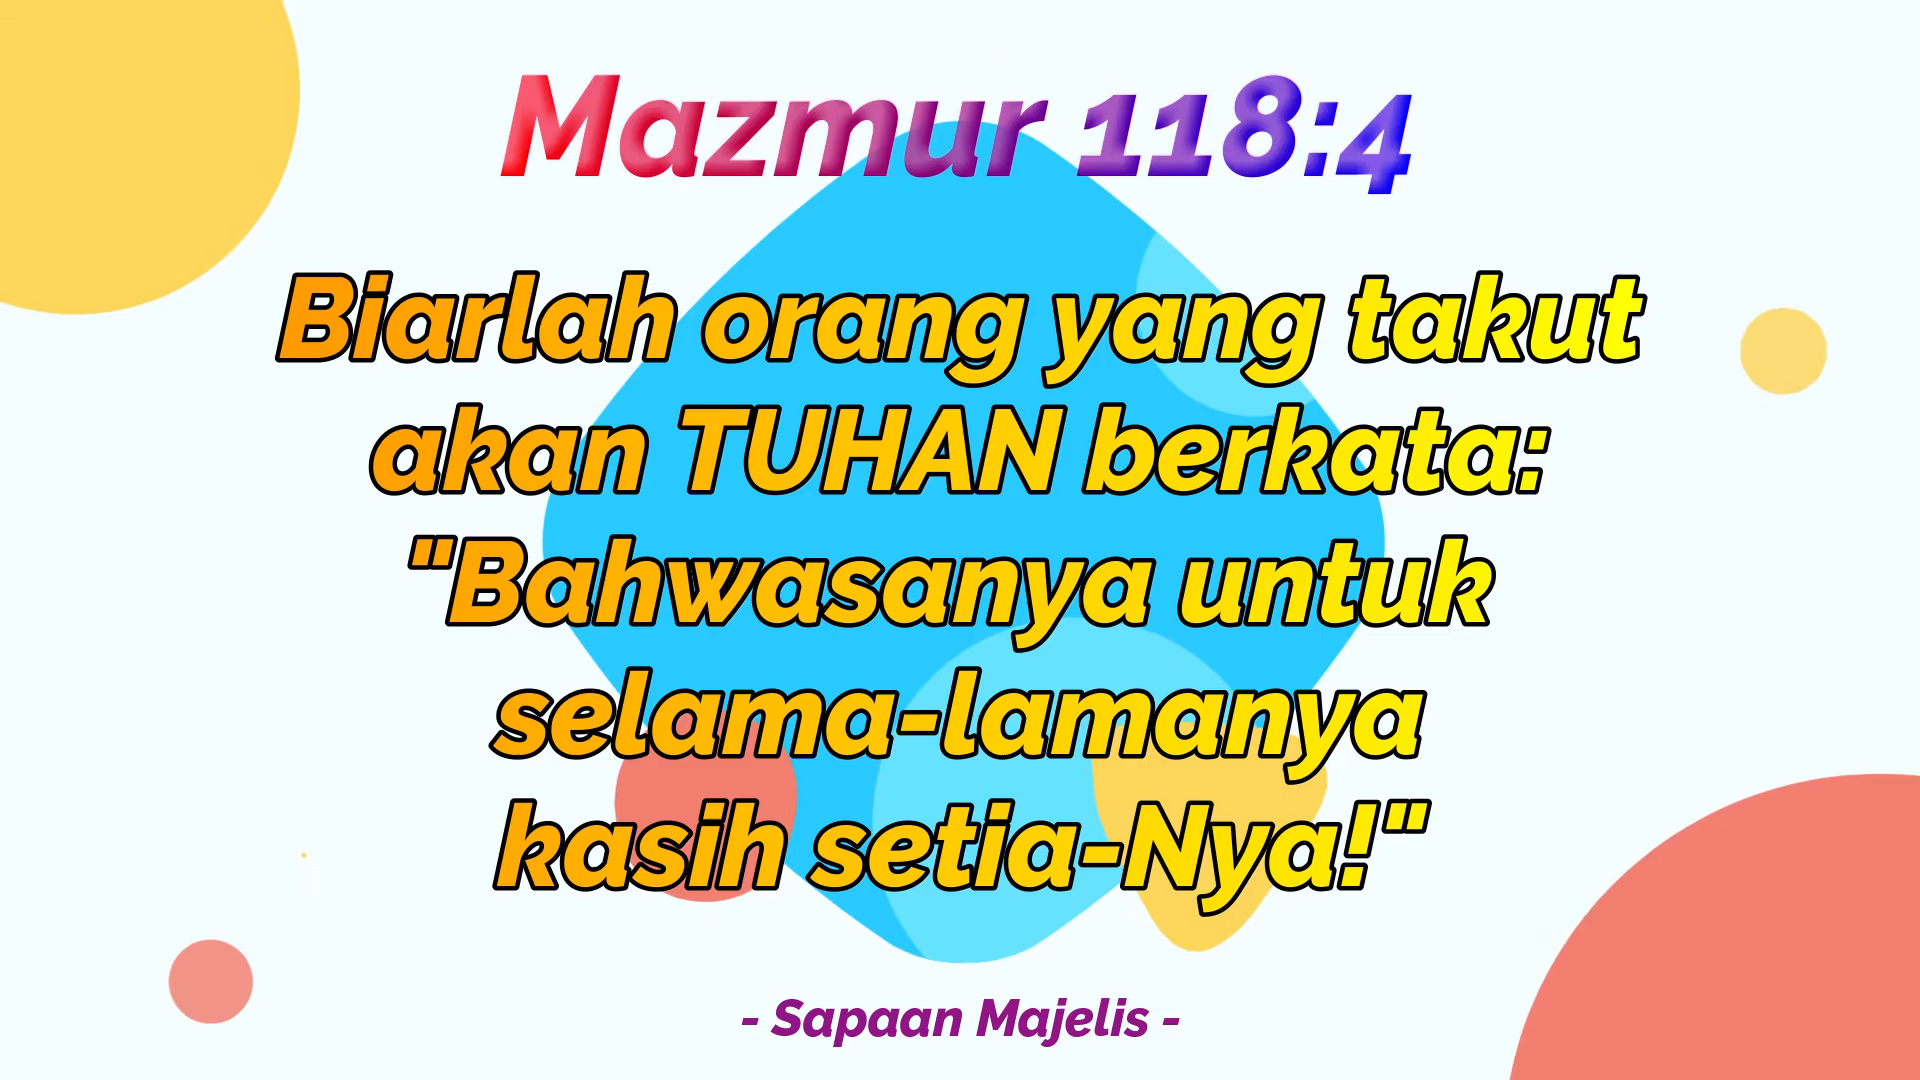 Mazmur 118:4
Biarlah orang yang takut
akan TUHAN berkata:
"Bahwasanya untuk
selama-lamanya
kasih setia-Nya!"
- Sapaan Majelis -